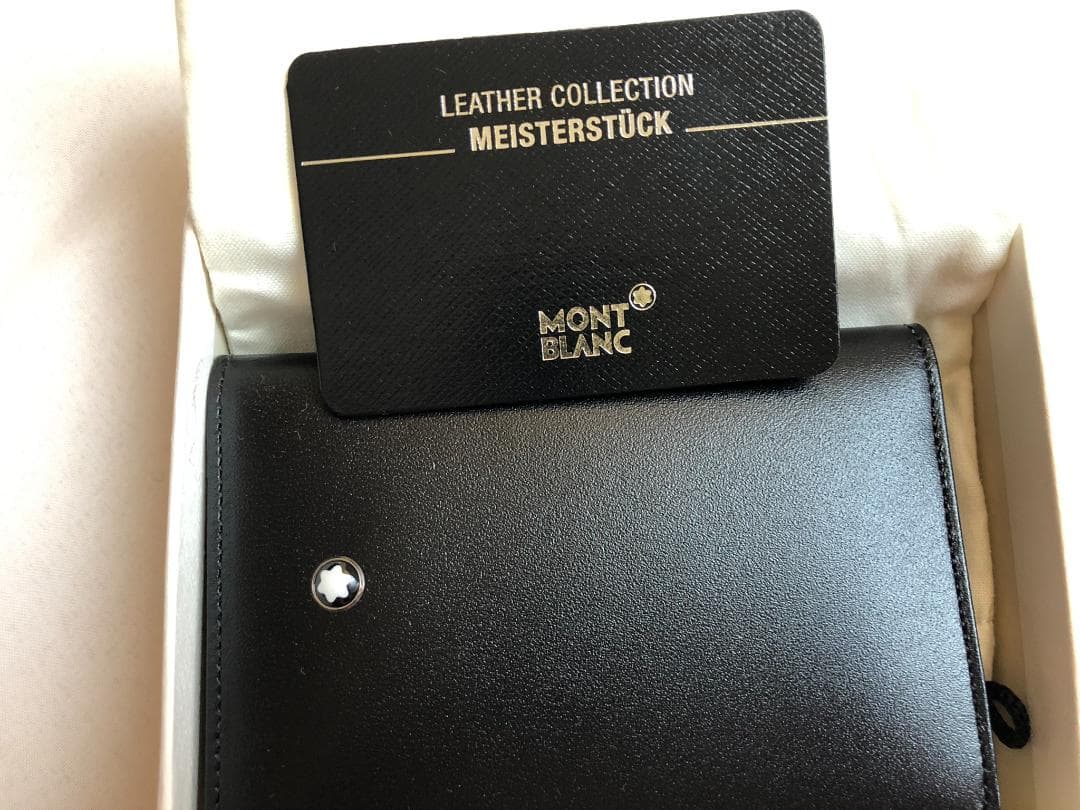 LEATHER COLLECTION
MEISTERSTÜCK
MONT
BLANC